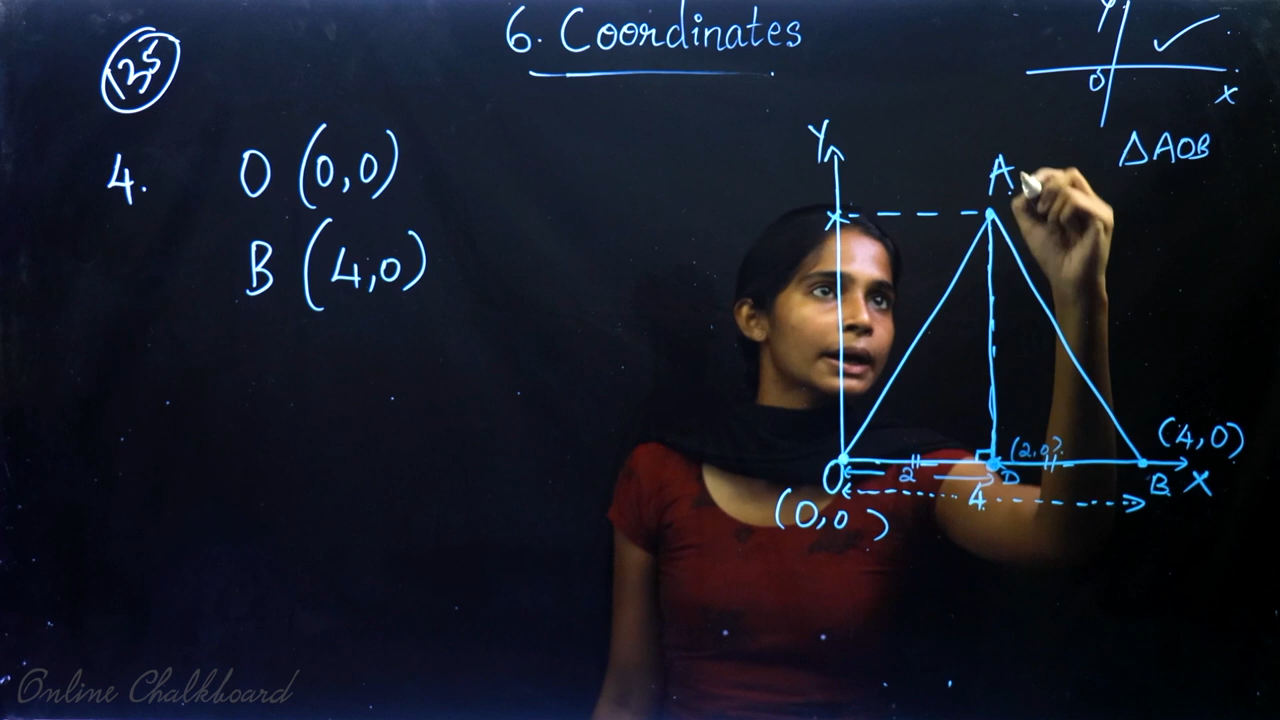 6. Coordinates
135
Y
O
X
4. O (0,0)
B (4,0)
Y
ΔAOB
A
(4,0)
(2,0)
O 2 D B X
4
(0,0)
Online Chalkboard